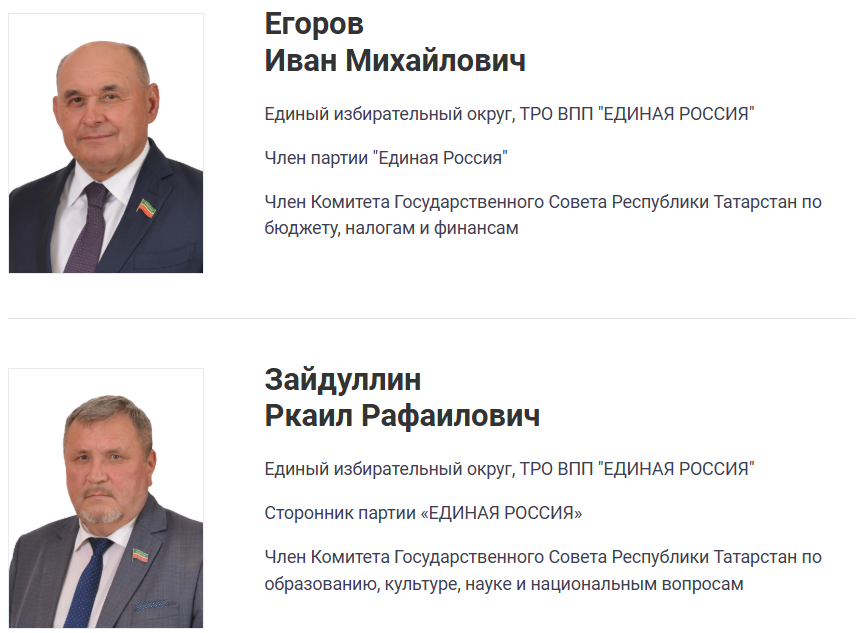 Егоров
Иван Михайлович
Единый избирательный округ, ТРО ВПП "ЕДИНАЯ РОССИЯ"
Член партии "Единая Россия"
Член Комитета Государственного Совета Республики Татарстан по
бюджету, налогам и финансам
Зайдуллин
Ркаил Рафаилович
Единый избирательный округ, ТРО ВПП "ЕДИНАЯ РОССИЯ"
Сторонник партии «ЕДИНАЯ РОССИЯ»
Член Комитета Государственного Совета Республики Татарстан по
образованию, культуре, науке и национальным вопросам